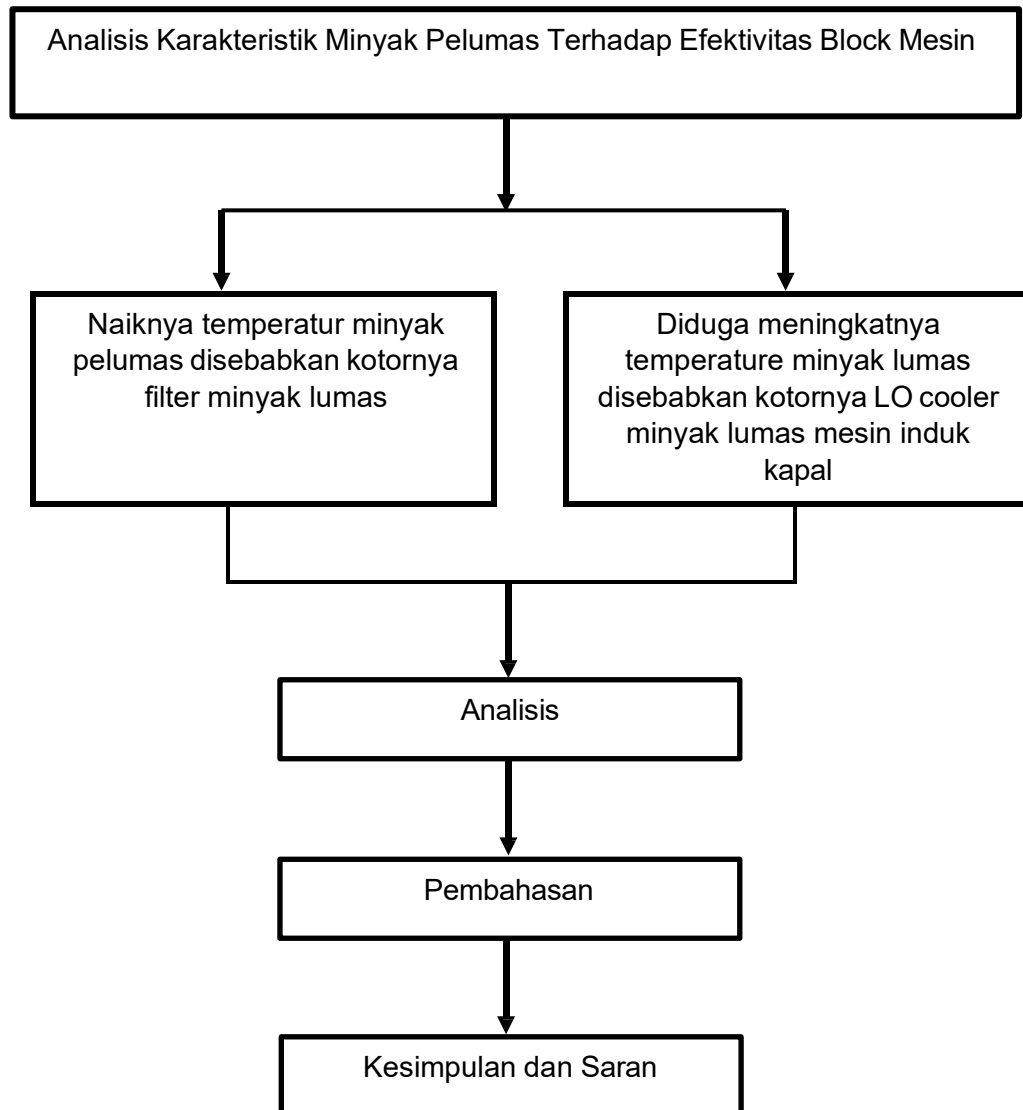 Analisis Karakteristik Minyak Pelumas Terhadap Efektivitas Block Mesin
Naiknya temperatur minyak
pelumas disebabkan kotornya
filter minyak lumas
Diduga meningkatnya
temperature minyak lumas
disebabkan kotornya LO cooler
minyak lumas mesin induk
kapal
Analisis
Pembahasan
Kesimpulan dan Saran